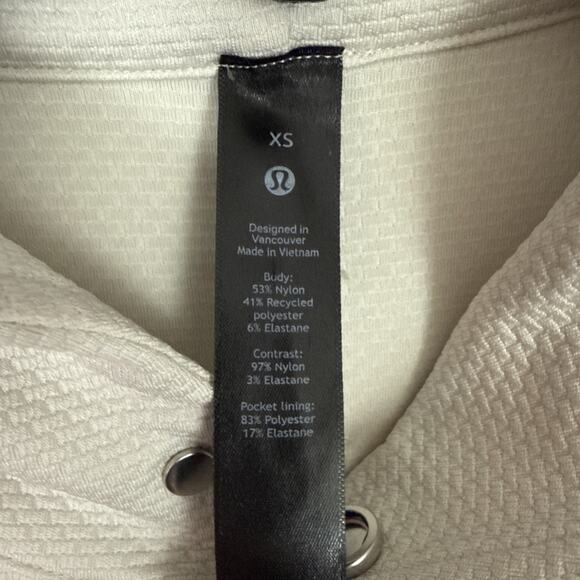 XS
Designed in
Vancouver
Made in Vietnam
Body:
53% Nylon
41% Recycled
polyester
6% Elastane
Contrast:
97% Nylon
3% Elastane
Pocket lining:
83% Polyester
17% Elastane